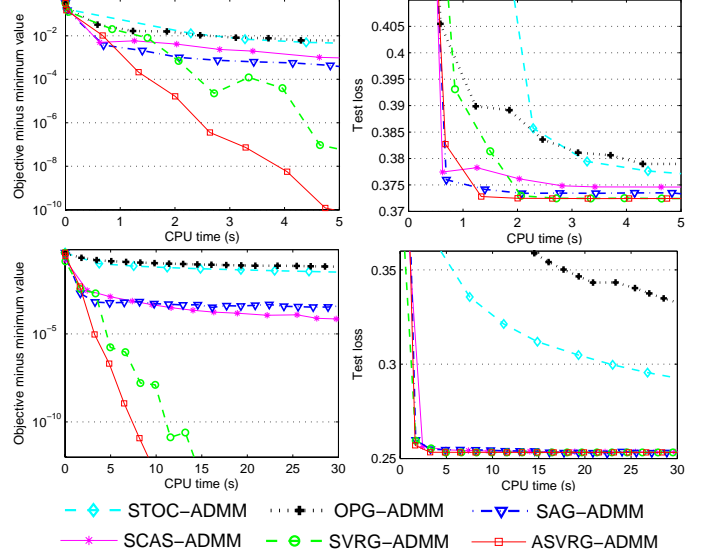 Objective minus minimum value
10^-2
10^-4
10^-6
10^-8
10^-10
0 1 2 3 4 5
CPU time (s)
Test loss
0.405
0.4
0.395
0.39
0.385
0.38
0.375
0.37
0 1 2 3 4 5
CPU time (s)
Objective minus minimum value
10^-5
10^-10
0 5 10 15 20 25 30
CPU time (s)
Test loss
0.35
0.3
0.25
0 5 10 15 20 25 30
CPU time (s)
STOC-ADMM OPG-ADMM SAG-ADMM
SCAS-ADMM SVRG-ADMM ASVRG-ADMM